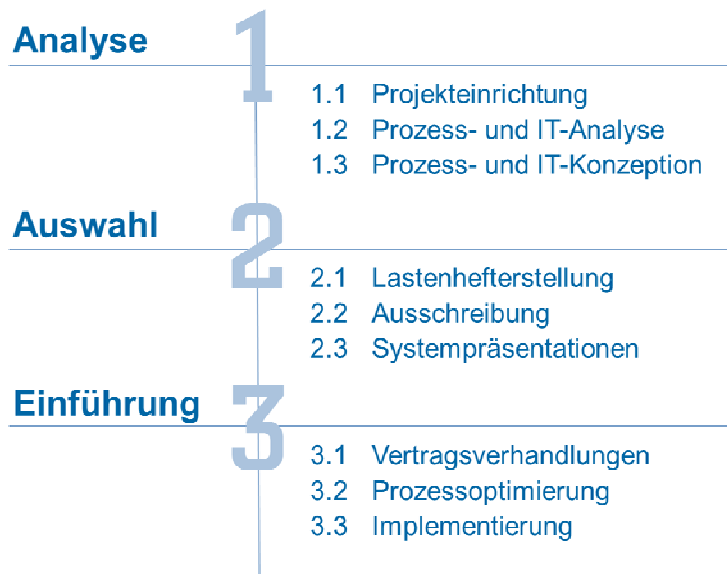 Analyse
1
1.1 Projekteinrichtung
1.2 Prozess- und IT-Analyse
1.3 Prozess- und IT-Konzeption
Auswahl
2
2.1 Lastenhefterstellung
2.2 Ausschreibung
2.3 Systempräsentationen
Einführung
3
3.1 Vertragsverhandlungen
3.2 Prozessoptimierung
3.3 Implementierung